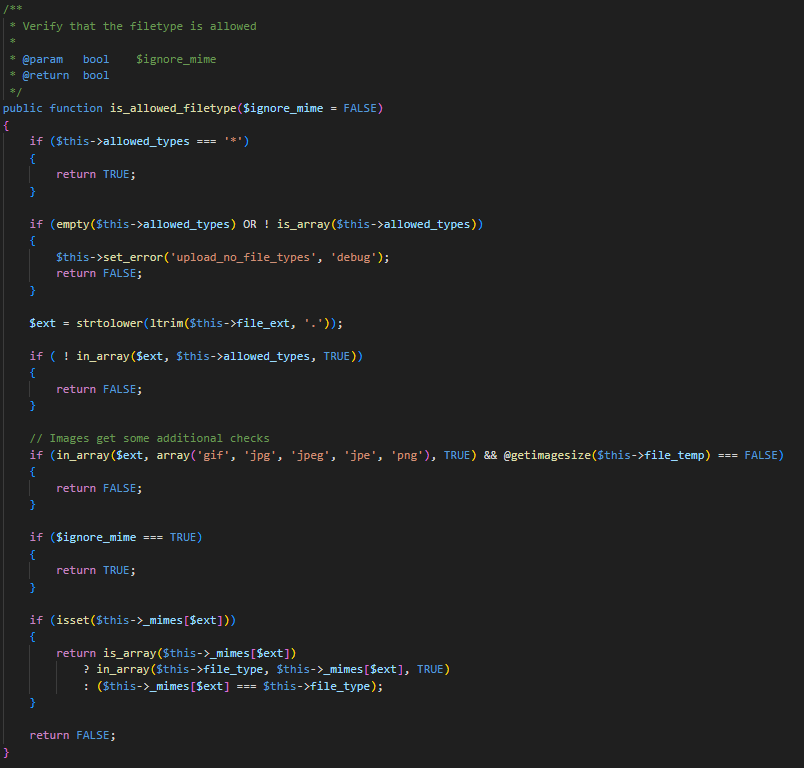 /**
 * Verify that the filetype is allowed
 *
 * @param	bool	$ignore_mime
 * @return	bool
 */
public function is_allowed_filetype($ignore_mime = FALSE)
{
	if ($this->allowed_types === '*')
	{
		return TRUE;
	}

	if (empty($this->allowed_types) OR ! is_array($this->allowed_types))
	{
		$this->set_error('upload_no_file_types', 'debug');
		return FALSE;
	}

	$ext = strtolower(ltrim($this->file_ext, '.'));

	if ( ! in_array($ext, $this->allowed_types, TRUE))
	{
		return FALSE;
	}

	// Images get some additional checks
	if (in_array($ext, array('gif', 'jpg', 'jpeg', 'jpe', 'png'), TRUE) && @getimagesize($this->file_temp) === FALSE)
	{
		return FALSE;
	}

	if ($ignore_mime === TRUE)
	{
		return TRUE;
	}

	if (isset($this->_mimes[$ext]))
	{
		return is_array($this->_mimes[$ext])
			? in_array($this->file_type, $this->_mimes[$ext], TRUE)
			: ($this->_mimes[$ext] === $this->file_type);
	}

	return FALSE;
}